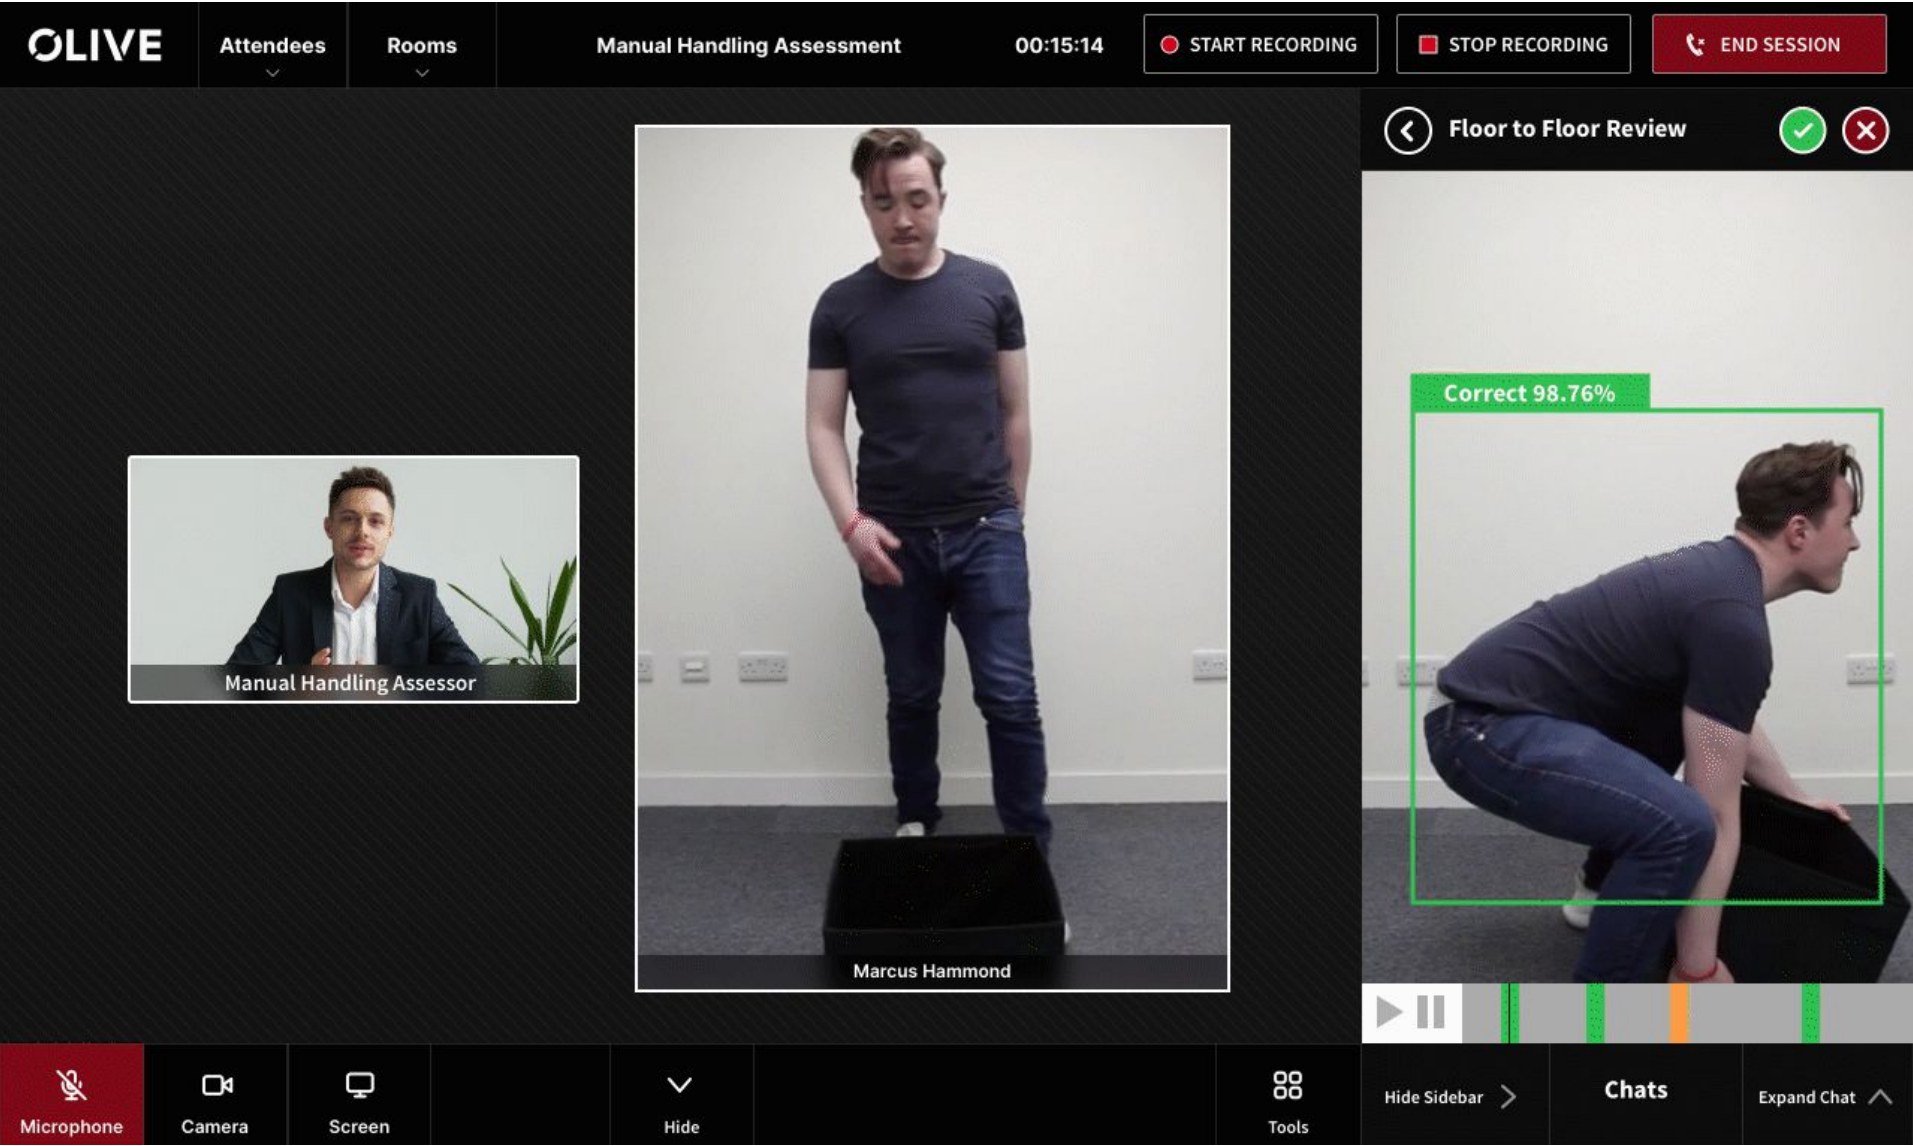 OLIVE
Attendees
Rooms
Manual Handling Assessment
00:15:14
START RECORDING
STOP RECORDING
END SESSION
Floor to Floor Review
Correct 98.76%
Manual Handling Assessor
Marcus Hammond
Microphone
Camera
Screen
Hide
Tools
Hide Sidebar
Chats
Expand Chat